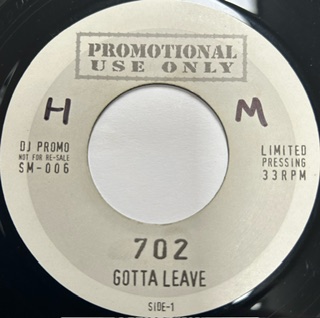 PROMOTIONAL
USE ONLY
H M
DJ PROMO
NOT FOR RE-SALE
SM-006
LIMITED
PRESSING
33RPM
702
GOTTA LEAVE
SIDE-1